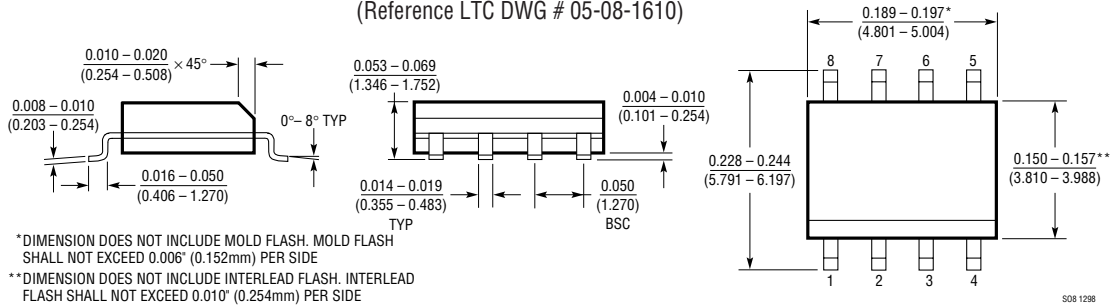 (Reference LTC DWG # 05-08-1610)
0.010 – 0.020
(0.254 – 0.508)
× 45°
0.008 – 0.010
(0.203 – 0.254)
0°– 8° TYP
0.016 – 0.050
(0.406 – 1.270)
0.053 – 0.069
(1.346 – 1.752)
0.004 – 0.010
(0.101 – 0.254)
0.014 – 0.019
(0.355 – 0.483)
TYP
0.050
(1.270)
BSC
0.189 – 0.197*
(4.801 – 5.004)
8 7 6 5
0.228 – 0.244
(5.791 – 6.197)
0.150 – 0.157**
(3.810 – 3.988)
1 2 3 4
*DIMENSION DOES NOT INCLUDE MOLD FLASH. MOLD FLASH
SHALL NOT EXCEED 0.006" (0.152mm) PER SIDE
**DIMENSION DOES NOT INCLUDE INTERLEAD FLASH. INTERLEAD
FLASH SHALL NOT EXCEED 0.010" (0.254mm) PER SIDE
SO8 1298